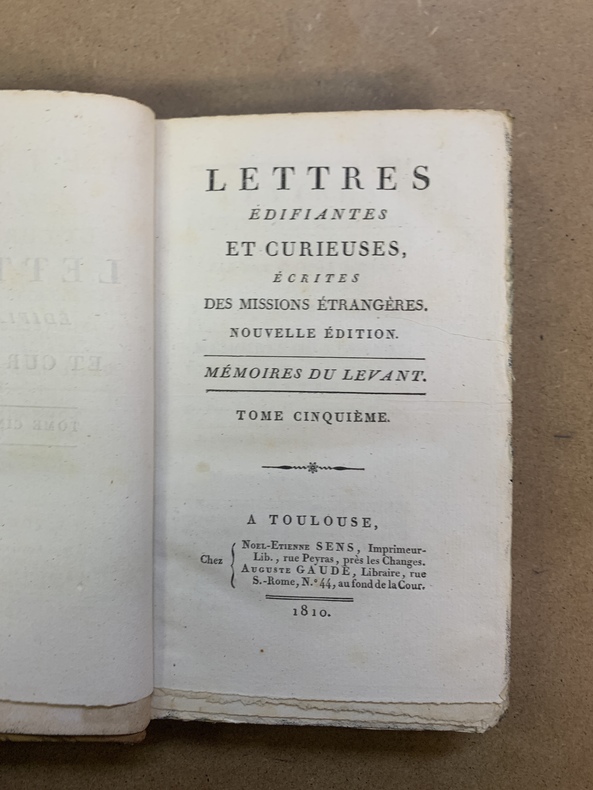 LETTRES
ÉDIFIANTES
ET CURIEUSES,
ÉCRITES
DES MISSIONS ÉTRANGÈRES.
NOUVELLE ÉDITION.
MÉMOIRES DU LEVANT.
TOME CINQUIÈME.
A TOULOUSE,
Chez
NOEL-ETIENNE SENS, Imprimeur-
Lib., rue Peyras, près les Changes.
AUGUSTE GAUDE, Libraire, rue
S.-Rome, N.° 44, au fond de la Cour.
1810.